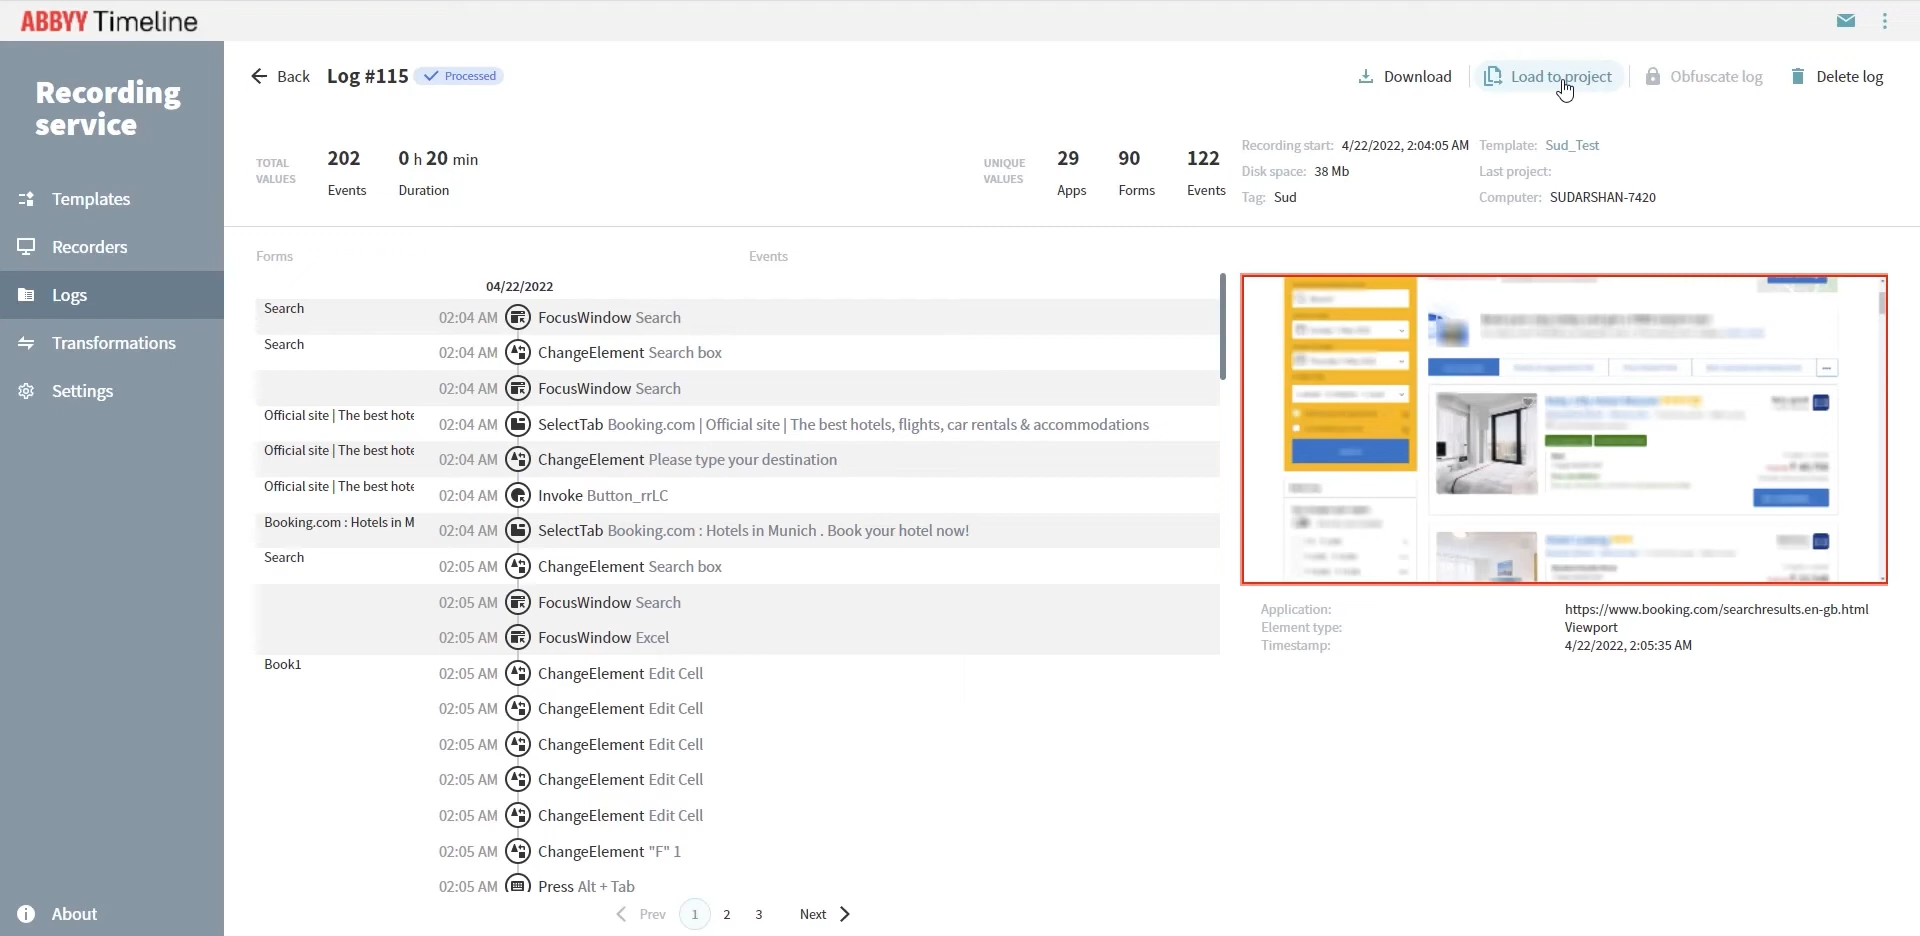 ABBYY Timeline
Recording
service
Templates
Recorders
Logs
Transformations
Settings
About
Back Log #115 Processed
Download Load to project Obfuscate log Delete log
TOTAL
VALUES
202
Events
0 h 20 min
Duration
UNIQUE
VALUES
29
Apps
90
Forms
122
Events
Recording start: 4/22/2022, 2:04:05 AM Template: Sud_Test
Disk space: 38 Mb Last project:
Tag: Sud Computer: SUDARSHAN-7420
Forms Events
04/22/2022
Search 02:04 AM FocusWindow Search
Search 02:04 AM ChangeElement Search box
02:04 AM FocusWindow Search
Official site | The best hote 02:04 AM SelectTab Booking.com | Official site | The best hotels, flights, car rentals & accommodations
Official site | The best hote 02:04 AM ChangeElement Please type your destination
Official site | The best hote 02:04 AM Invoke Button_rrLC
Booking.com : Hotels in M 02:04 AM SelectTab Booking.com : Hotels in Munich . Book your hotel now!
Search 02:05 AM ChangeElement Search box
02:05 AM FocusWindow Search
02:05 AM FocusWindow Excel
Book1 02:05 AM ChangeElement Edit Cell
02:05 AM ChangeElement Edit Cell
02:05 AM ChangeElement Edit Cell
02:05 AM ChangeElement Edit Cell
02:05 AM ChangeElement Edit Cell
02:05 AM ChangeElement "F" 1
02:05 AM Press Alt + Tab
Prev 1 2 3 Next
Application: https://www.booking.com/searchresults.en-gb.html
Element type: Viewport
Timestamp: 4/22/2022, 2:05:35 AM